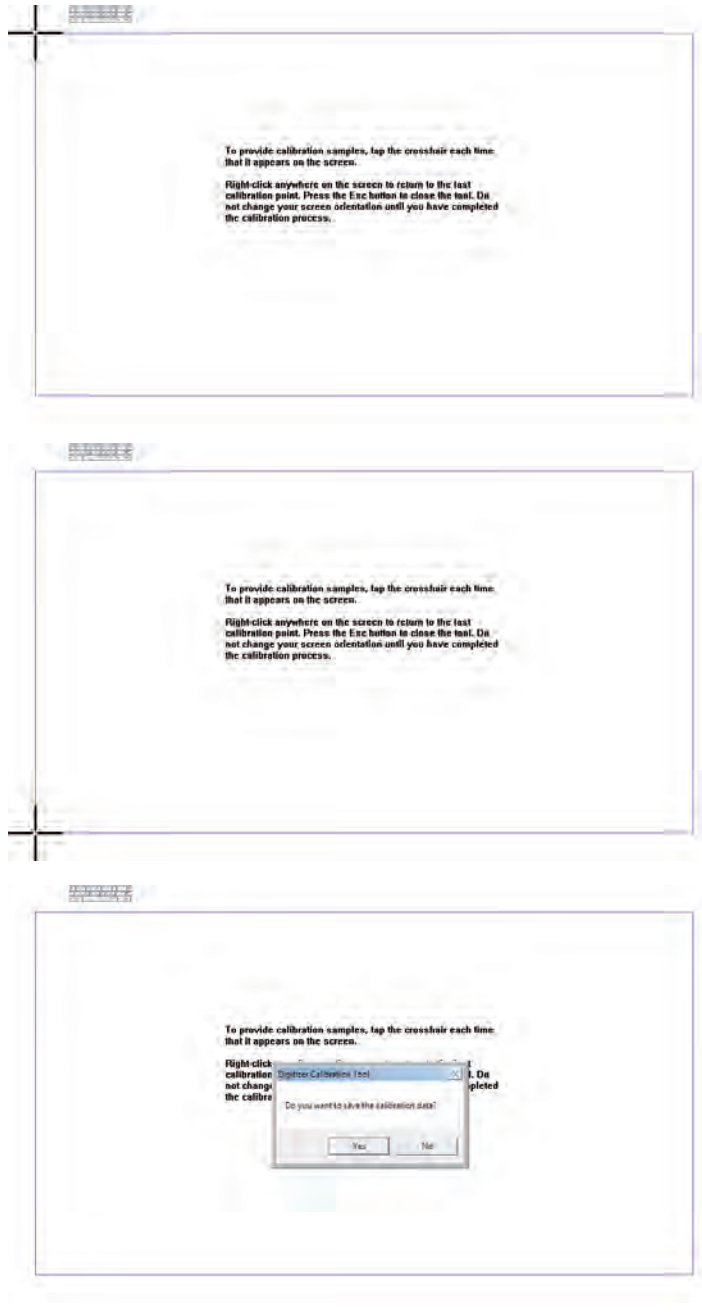 To provide calibration samples, tap the crosshair each time
that it appears on the screen.
Right-click anywhere on the screen to return to the last
calibration point. Press the Esc button to close the tool. Do
not change your screen orientation until you have completed
the calibration process.
To provide calibration samples, tap the crosshair each time
that it appears on the screen.
Right-click anywhere on the screen to return to the last
calibration point. Press the Esc button to close the tool. Do
not change your screen orientation until you have completed
the calibration process.
To provide calibration samples, tap the crosshair each time
that it appears on the screen.
Right-click
calibration Digitizer Calibration Tool . Do
not chang pleted
the calibra
Do you want to save the calibration data?
Yes No